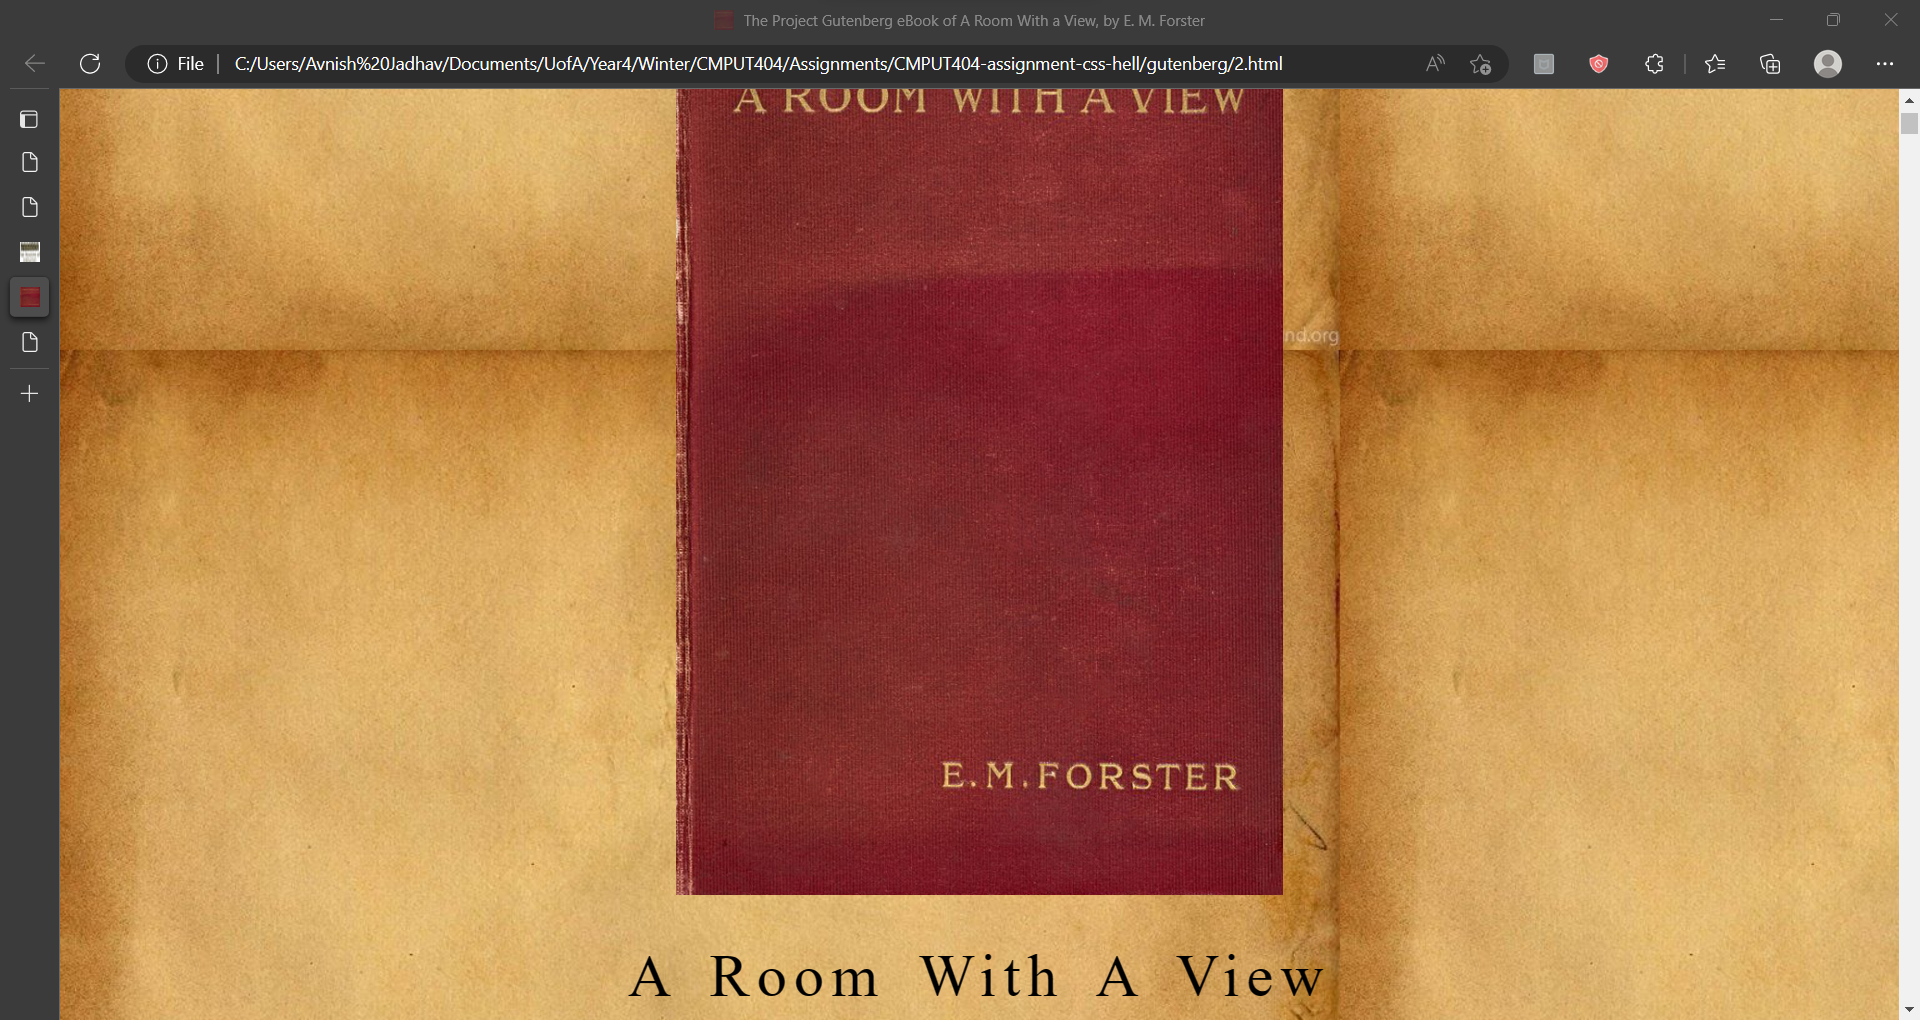 The Project Gutenberg eBook of A Room With a View, by E. M. Forster
File C:/Users/Avnish%20Jadhav/Documents/UofA/Year4/Winter/CMPUT404/Assignments/CMPUT404-assignment-css-hell/gutenberg/2.html
A ROOM WITH A VIEW
nd.org
E. M. FORSTER
A Room With A View